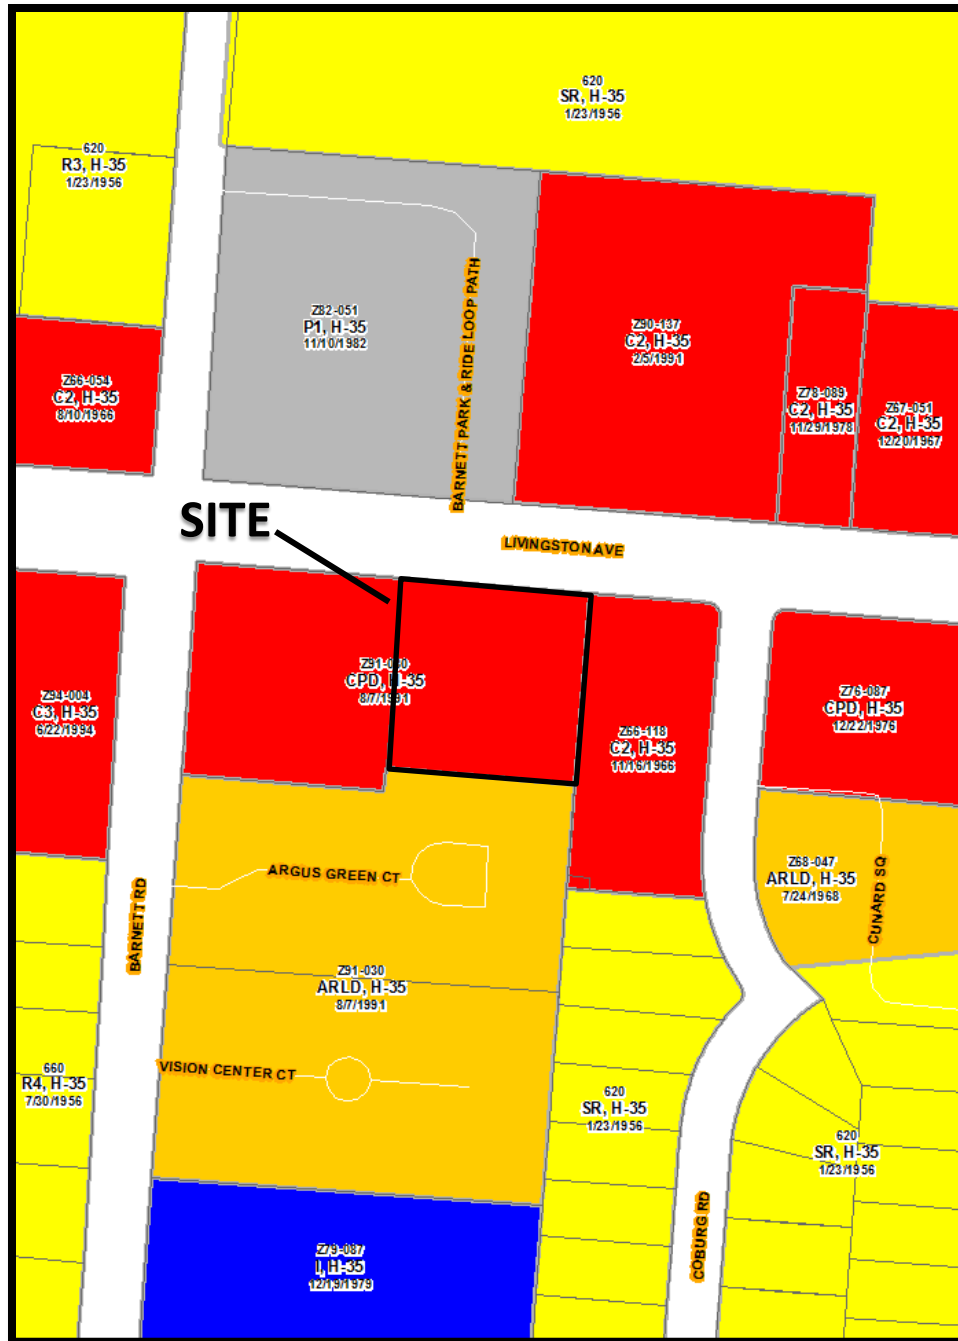 620
SR, H-35
1/23/1956
620
R3, H-35
1/23/1956
Z82-051
P1, H-35
11/10/1982
BARNETT PARK & RIDE LOOP PATH
Z90-137
C2, H-35
2/5/1991
Z66-054
C2, H-35
8/10/1966
Z78-089
C2, H-35
11/29/1978
Z67-051
C2, H-35
12/20/1967
SITE
LIVINGSTON AVE
Z91-030
CPD, H-35
8/7/1991
Z94-004
C3, H-35
6/22/1994
Z66-118
C2, H-35
11/16/1966
Z76-087
CPD, H-35
12/22/1976
ARGUS GREEN CT
Z68-047
ARLD, H-35
7/24/1968
CUNARD SQ
BARNETT RD
Z91-030
ARLD, H-35
8/7/1991
VISION CENTER CT
660
R4, H-35
7/30/1956
620
SR, H-35
1/23/1956
620
SR, H-35
1/23/1956
COBURG RD
Z79-087
I, H-35
12/19/1979